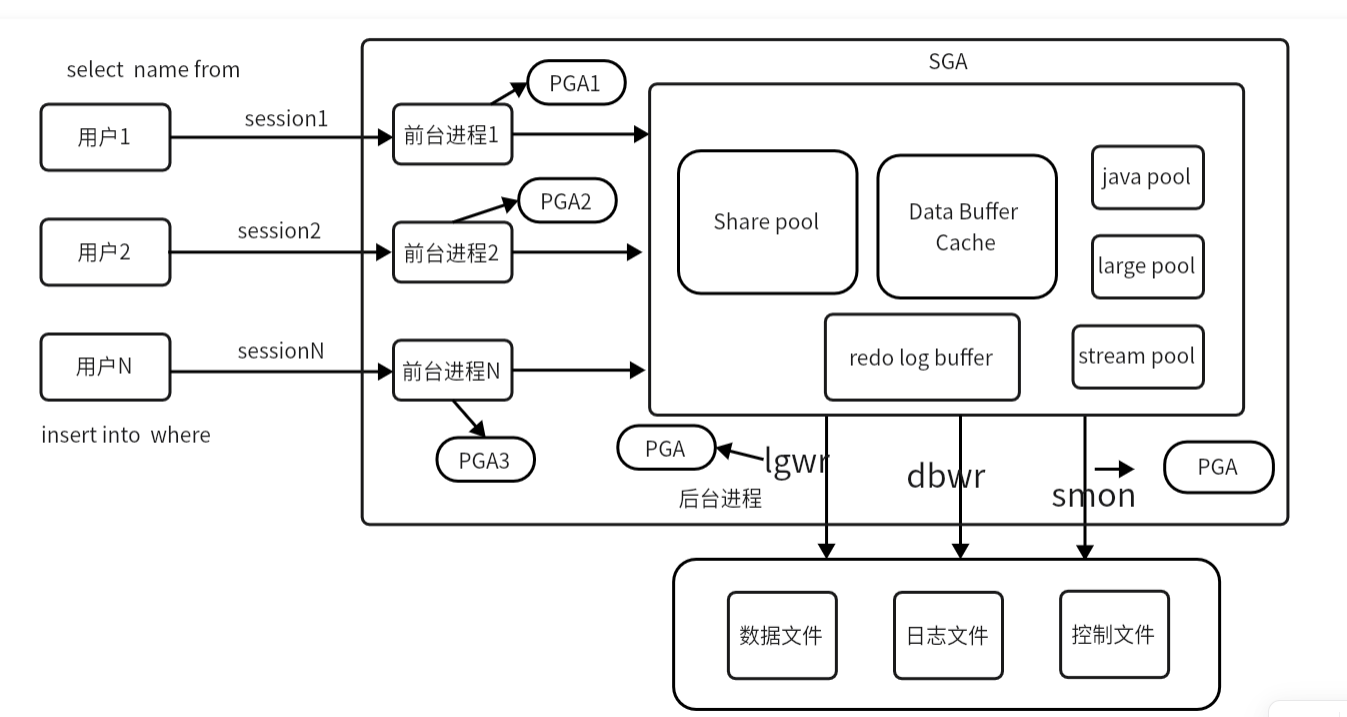 SGA
select name from
PGA1
用户1
session1
前台进程1
PGA2
用户2
session2
前台进程2
Share pool
Data Buffer
Cache
java pool
large pool
用户N
sessionN
前台进程N
redo log buffer
stream pool
insert into where
PGA3
PGA
lgwr
dbwr
smon
PGA
后台进程
数据文件
日志文件
控制文件